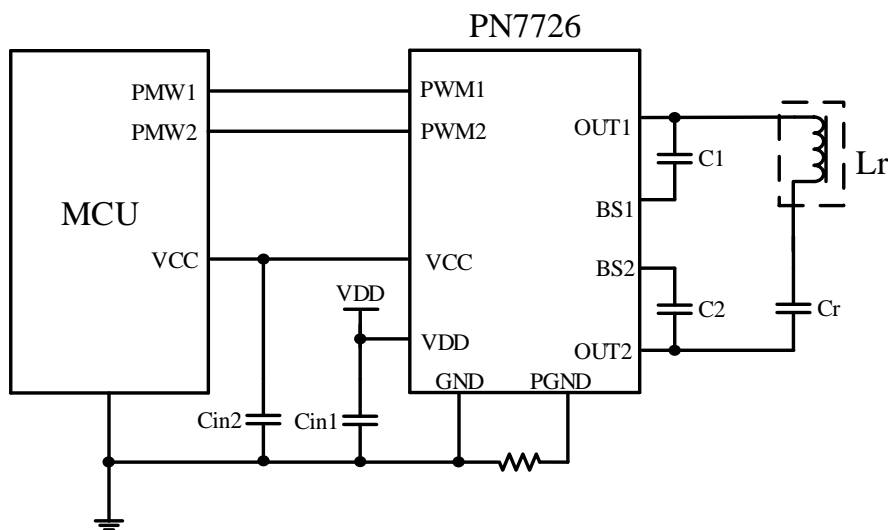 PN7726
PMW1
PWM1
PMW2
PWM2
OUT1
C1
Lr
MCU
BS1
VCC
VCC
BS2
VDD
C2
Cr
VDD
OUT2
GND
PGND
Cin2
Cin1